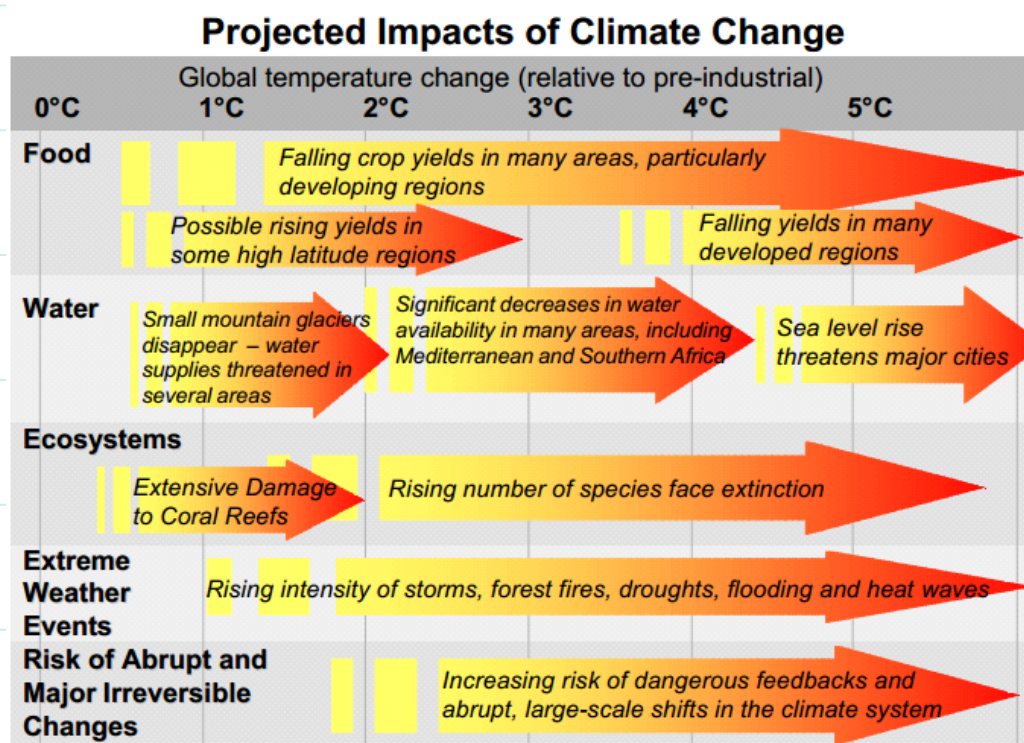 Projected Impacts of Climate Change
Global temperature change (relative to pre-industrial)
0°C 1°C 2°C 3°C 4°C 5°C
Food
Falling crop yields in many areas, particularly
developing regions
Possible rising yields in
some high latitude regions
Falling yields in many
developed regions
Water
Small mountain glaciers
disappear – water
supplies threatened in
several areas
Significant decreases in water
availability in many areas, including
Mediterranean and Southern Africa
Sea level rise
threatens major cities
Ecosystems
Extensive Damage
to Coral Reefs
Rising number of species face extinction
Extreme
Weather
Events
Rising intensity of storms, forest fires, droughts, flooding and heat waves
Risk of Abrupt and
Major Irreversible
Changes
Increasing risk of dangerous feedbacks and
abrupt, large-scale shifts in the climate system